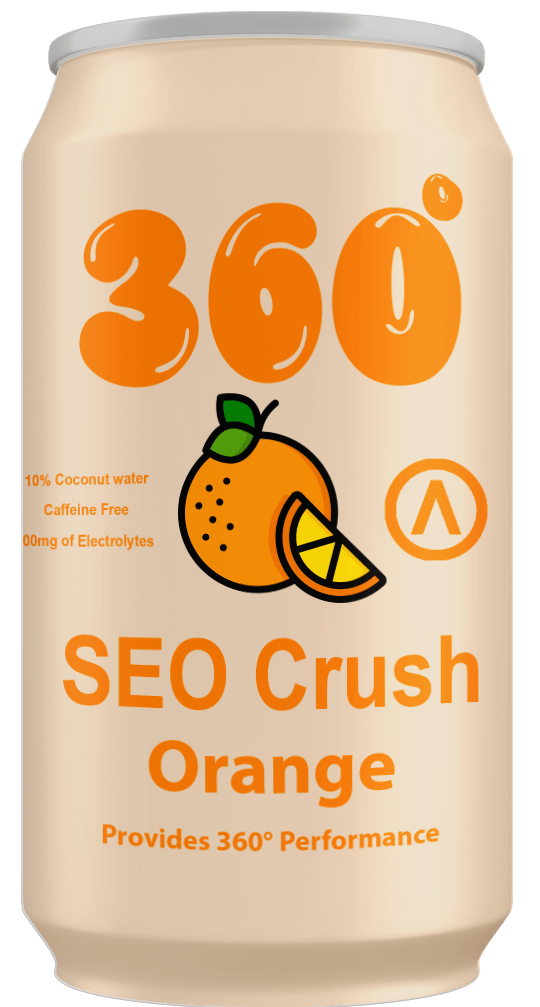 360°
10% Coconut water
Caffeine Free
00mg of Electrolytes
SEO Crush
Orange
Provides 360° Performance